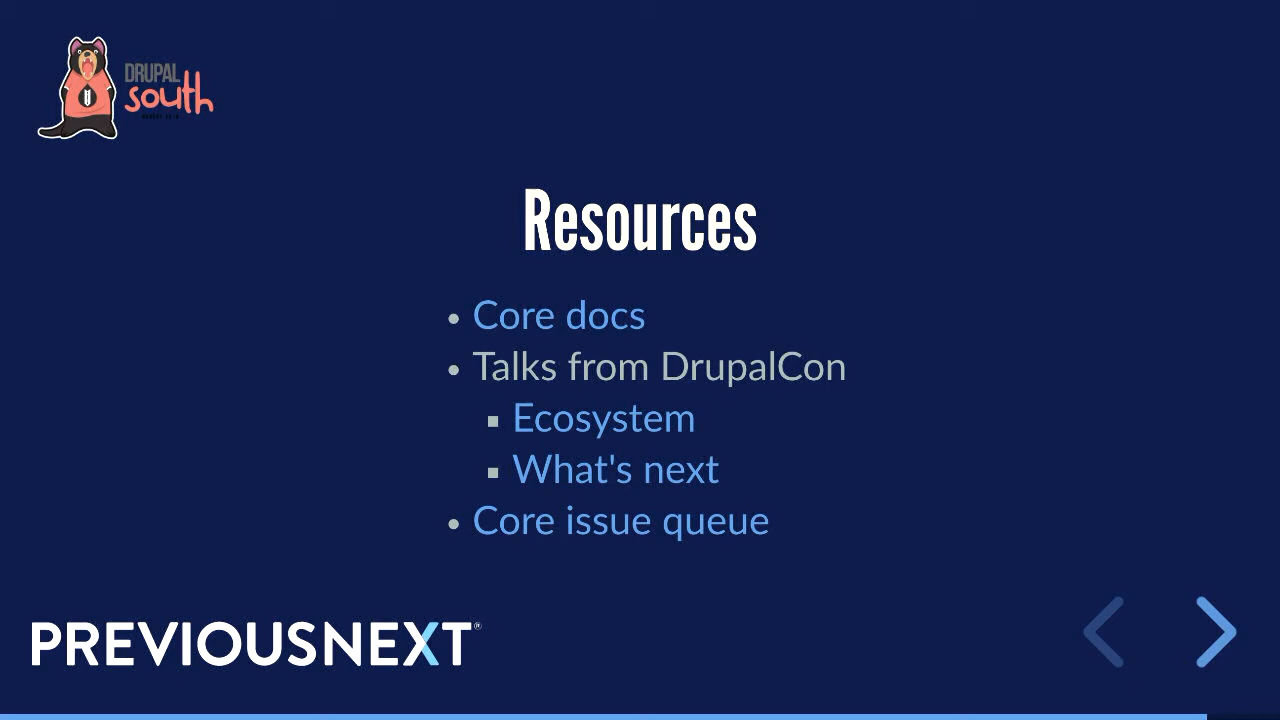 DRUPAL
south
Resources
• Core docs
• Talks from DrupalCon
▪ Ecosystem
▪ What's next
• Core issue queue
PREVIOUSNEXT®